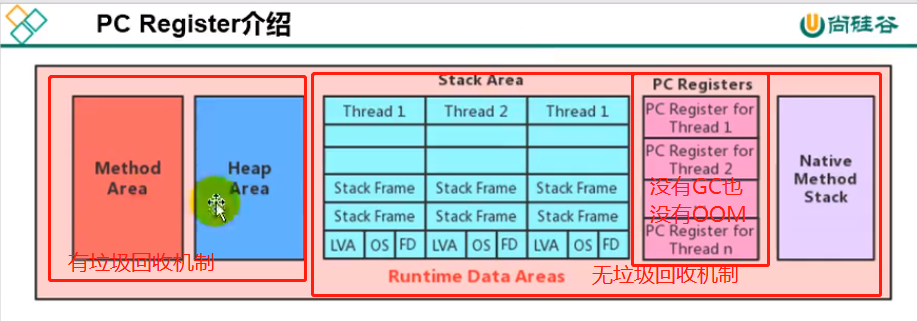 PC Register介绍
尚硅谷
Stack Area
PC Registers
Thread 1
Thread 2
Thread 1
Stack Frame
Stack Frame
Stack Frame
Stack Frame
Stack Frame
Stack Frame
LVA
OS
FD
LVA
OS
FD
LVA
OS
FD
Method
Area
Heap
Area
PC Register for
Thread 1
PC Register for
Thread 2
没有GC也
没有OOM
PC Register for
Thread n
Native
Method
Stack
有垃圾回收机制
Runtime Data Areas
无垃圾回收机制